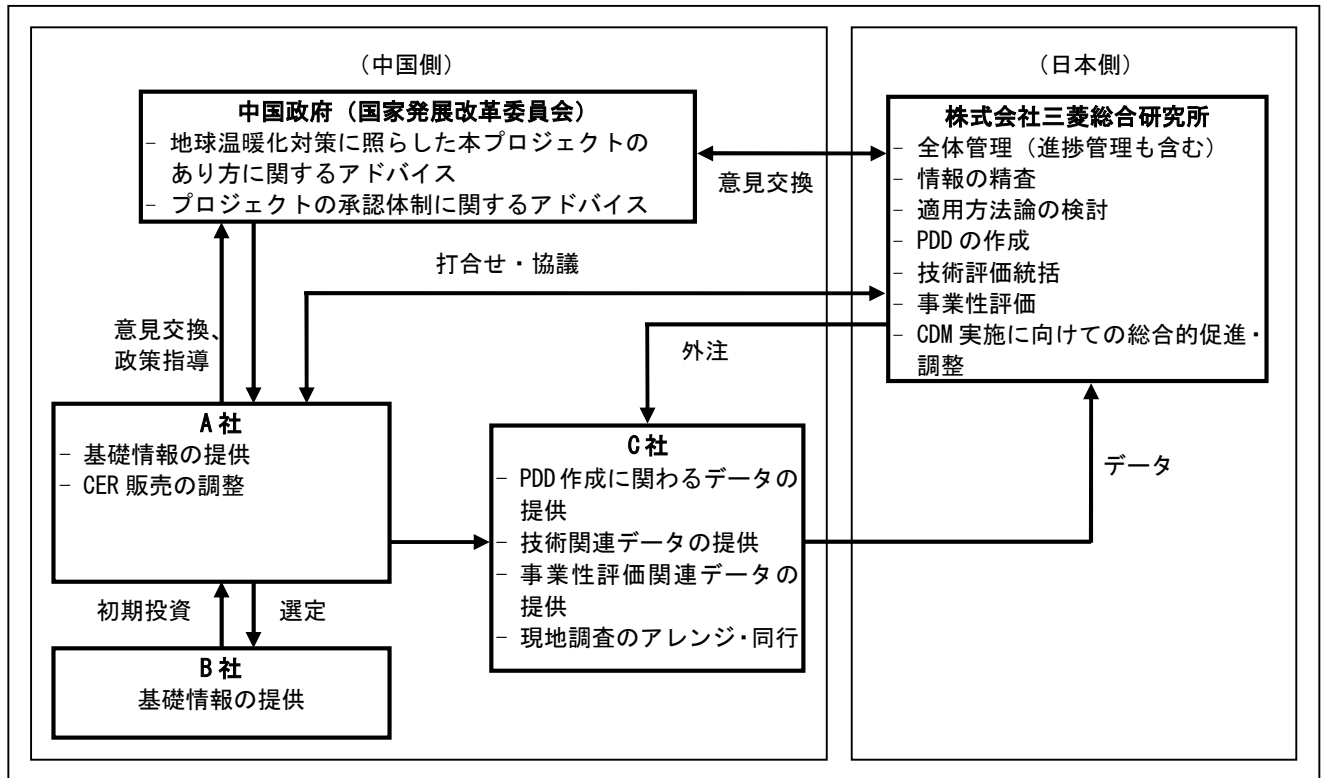 （中国側）
中国政府（国家発展改革委員会）
- 地球温暖化対策に照らした本プロジェクトの
あり方に関するアドバイス
- プロジェクトの承認体制に関するアドバイス
意見交換
打合せ・協議
意見交換、
政策指導
外注
A社
- 基礎情報の提供
- CER 販売の調整
C社
- PDD 作成に関わるデータの
提供
- 技術関連データの提供
- 事業性評価関連データの
提供
- 現地調査のアレンジ・同行
初期投資
選定
B社
基礎情報の提供
（日本側）
株式会社三菱総合研究所
- 全体管理（進捗管理も含む）
- 情報の精査
- 適用方法論の検討
- PDD の作成
- 技術評価統括
- 事業性評価
- CDM 実施に向けての総合的促進・
調整
データ